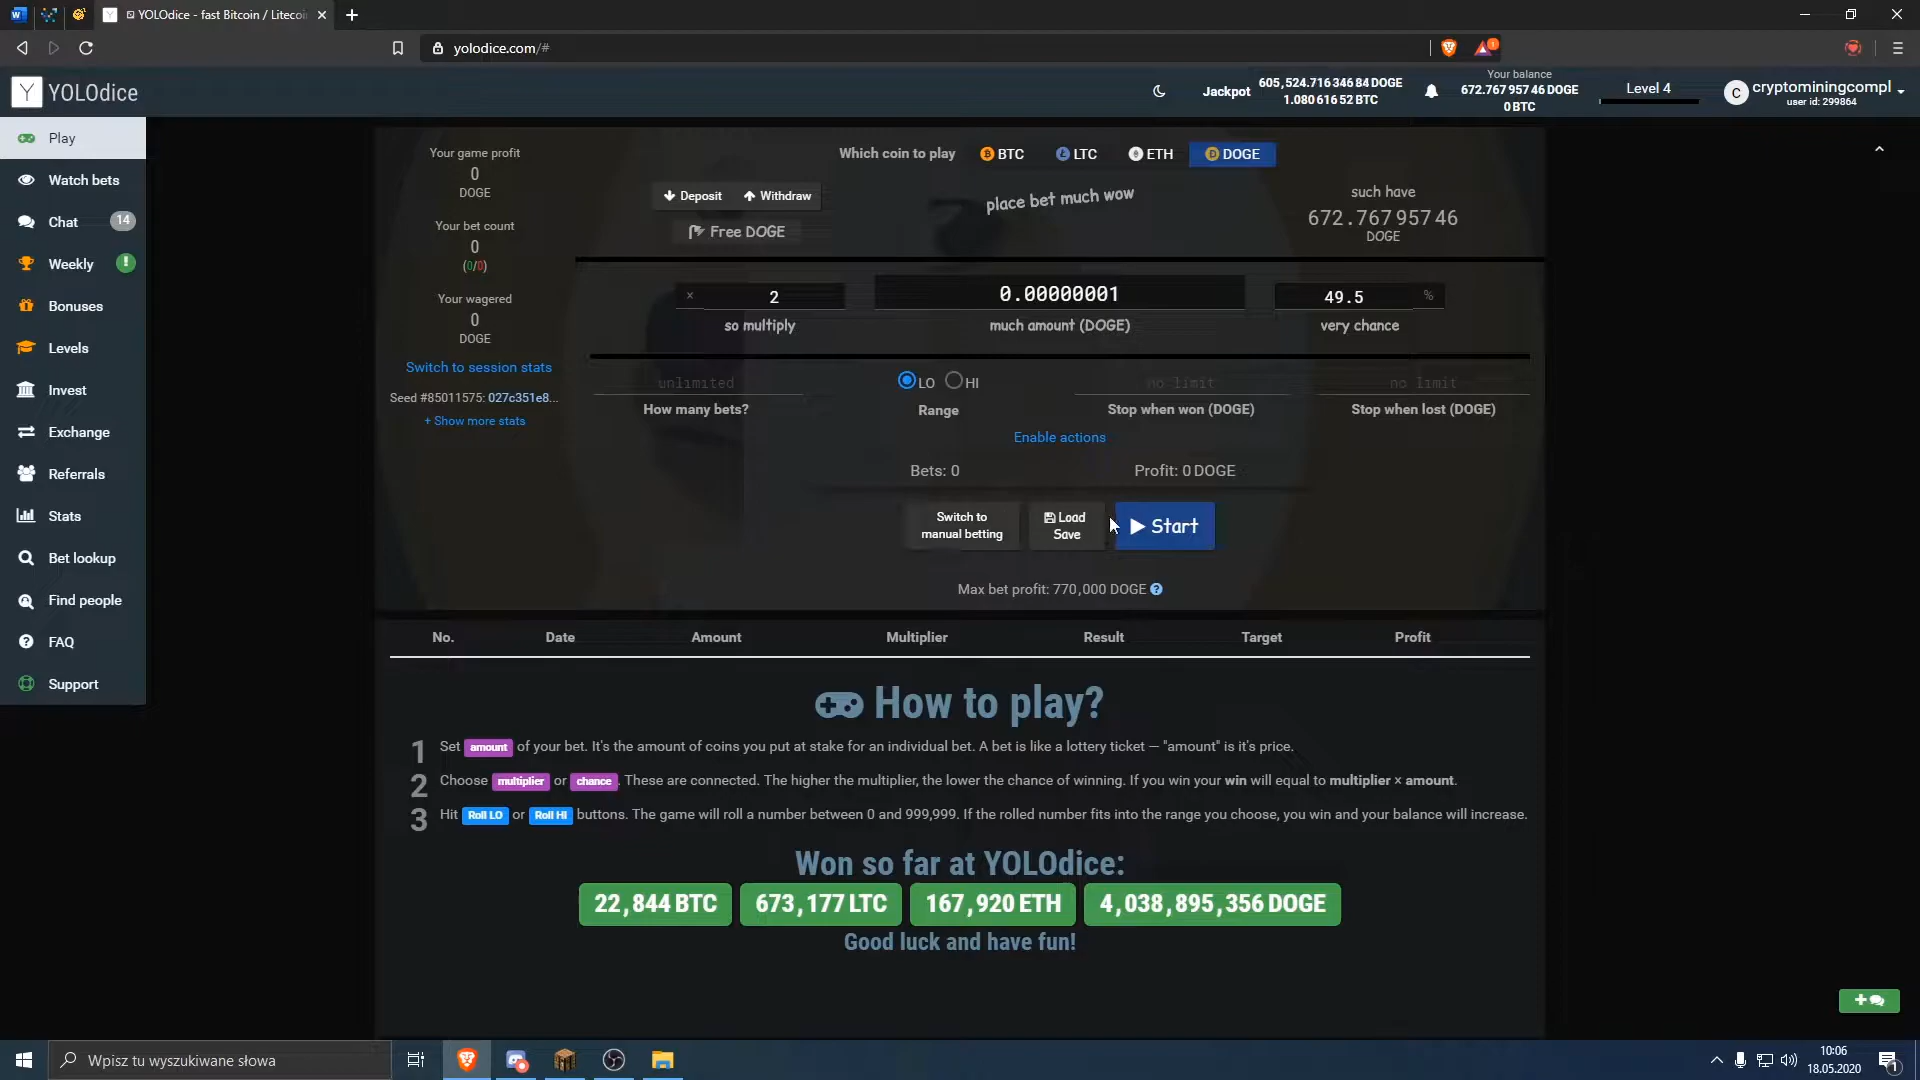 YOLOdice - fast Bitcoin / Litecoi
yolodice.com/#
1
Y YOLOdice
Jackpot
605,524.716 346 84 DOGE
1.080 616 52 BTC
Your balance
672.767 957 46 DOGE
0 BTC
Level 4
C
cryptominingcompl
user id: 299864
Play
Watch bets
Chat 14
Weekly !
Bonuses
Levels
Invest
Exchange
Referrals
Stats
Bet lookup
Find people
FAQ
Support
Your game profit
0
DOGE
Your bet count
0
(0/0)
Your wagered
0
DOGE
Switch to session stats
Seed #85011575: 027c351e8...
+ Show more stats
Which coin to play
BTC
LTC
ETH
DOGE
Deposit
Withdraw
Free DOGE
place bet much wow
such have
672.767 957 46
DOGE
× 2
so multiply
0.00000001
much amount (DOGE)
49.5 %
very chance
unlimited
How many bets?
LO HI
Range
no limit
Stop when won (DOGE)
no limit
Stop when lost (DOGE)
Enable actions
Bets: 0
Profit: 0 DOGE
Switch to
manual betting
Load
Save
Start
Max bet profit: 770,000 DOGE ?
No. Date Amount Multiplier Result Target Profit
How to play?
1 Set amount of your bet. It's the amount of coins you put at stake for an individual bet. A bet is like a lottery ticket — "amount" is it's price.
2 Choose multiplier or chance . These are connected. The higher the multiplier, the lower the chance of winning. If you win your win will equal to multiplier × amount.
3 Hit Roll LO or Roll HI buttons. The game will roll a number between 0 and 999,999. If the rolled number fits into the range you choose, you win and your balance will increase.
Won so far at YOLOdice:
22,844 BTC
673,177 LTC
167,920 ETH
4,038,895,356 DOGE
Good luck and have fun!
Wpisz tu wyszukiwane słowa
10:06
18.05.2020
1